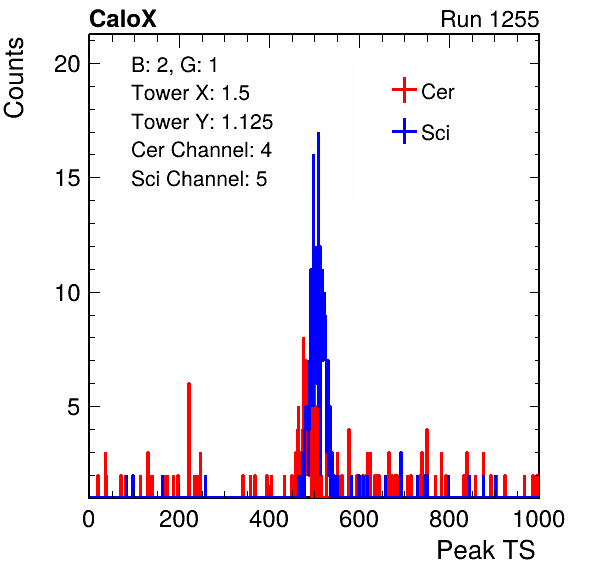 CaloX Run 1255
Counts
20
15
10
5
B: 2, G: 1
Tower X: 1.5
Tower Y: 1.125
Cer Channel: 4
Sci Channel: 5
Cer
Sci
0 200 400 600 800 1000
Peak TS